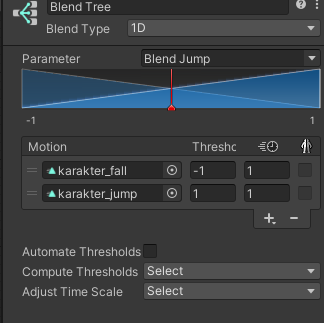 Blend Tree
Blend Type 1D
Parameter Blend Jump
-1 1
Motion Thresho
karakter_fall -1 1
karakter_jump 1 1
+ −
Automate Thresholds
Compute Thresholds Select
Adjust Time Scale Select